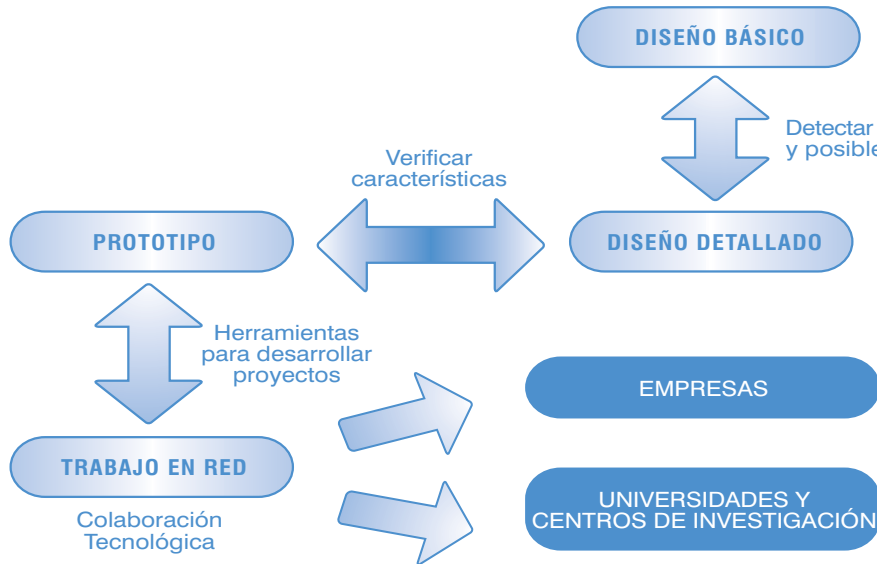 DISEÑO BÁSICO
Detectar
y posible
Verificar
características
PROTOTIPO
DISEÑO DETALLADO
Herramientas
para desarrollar
proyectos
EMPRESAS
TRABAJO EN RED
Colaboración
Tecnológica
UNIVERSIDADES Y
CENTROS DE INVESTIGACIÓN